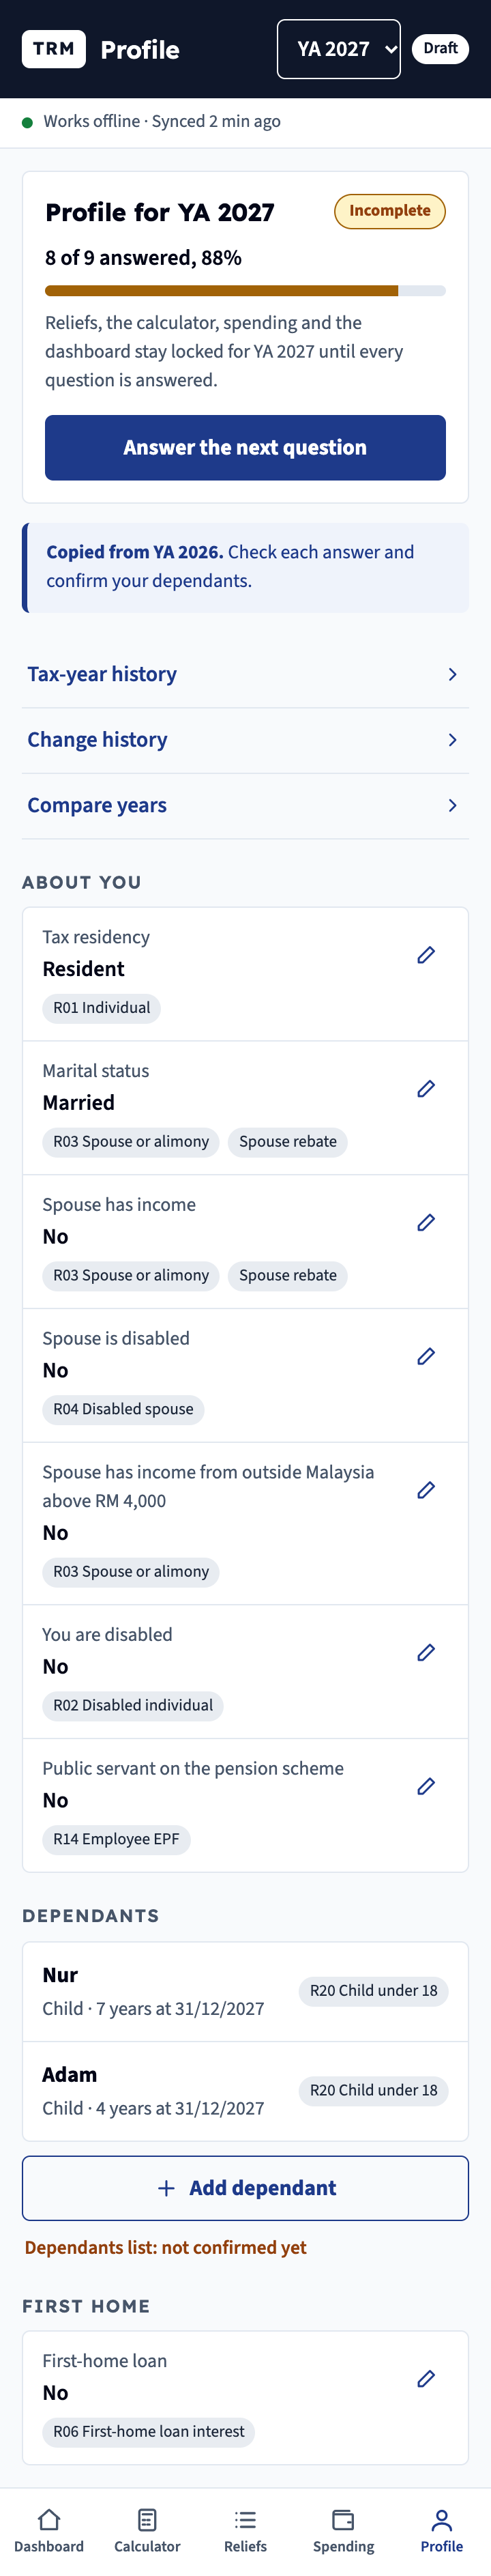 TRM Profile YA 2027 Draft
Works offline · Synced 2 min ago
Profile for YA 2027 Incomplete
8 of 9 answered, 88%
Reliefs, the calculator, spending and the
dashboard stay locked for YA 2027 until every
question is answered.
Answer the next question
Copied from YA 2026. Check each answer and
confirm your dependants.
Tax-year history
Change history
Compare years
ABOUT YOU
Tax residency
Resident
R01 Individual
Marital status
Married
R03 Spouse or alimony Spouse rebate
Spouse has income
No
R03 Spouse or alimony Spouse rebate
Spouse is disabled
No
R04 Disabled spouse
Spouse has income from outside Malaysia
above RM 4,000
No
R03 Spouse or alimony
You are disabled
No
R02 Disabled individual
Public servant on the pension scheme
No
R14 Employee EPF
DEPENDANTS
Nur
Child · 7 years at 31/12/2027 R20 Child under 18
Adam
Child · 4 years at 31/12/2027 R20 Child under 18
Add dependant
Dependants list: not confirmed yet
FIRST HOME
First-home loan
No
R06 First-home loan interest
Dashboard Calculator Reliefs Spending Profile